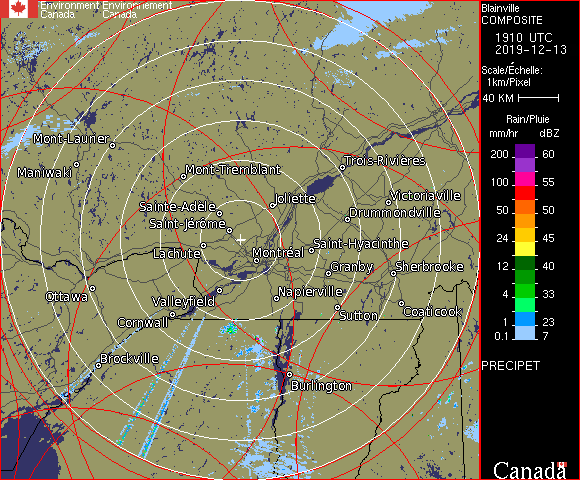 Environment Environnement
Canada Canada
Blainville
COMPOSITE
1910 UTC
2019-12-13
Scale/Échelle:
1km/Pixel
40 KM
Rain/Pluie
mm/hr dBZ
200 60
100 55
50 50
24 45
12 40
4 33
1 23
0.1 7
PRECIPET
Canada
Mont-Laurier
Maniwaki
Mont-Tremblant
Trois-Rivières
Joliette
Victoriaville
Sainte-Adèle
Drummondville
Saint-Jérôme
Saint-Hyacinthe
Lachute
Montréal
Granby
Sherbrooke
Ottawa
Valleyfield
Napierville
Coaticook
Cornwall
Sutton
Brockville
Burlington